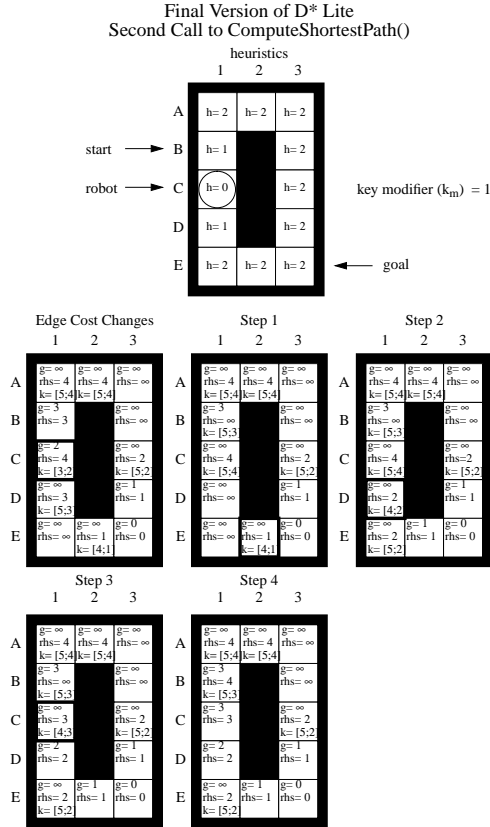 Final Version of D* Lite
Second Call to ComputeShortestPath()
heuristics
1 2 3
A h= 2 h= 2 h= 2
start B h= 1 h= 2
robot C h= 0 h= 2 key modifier (km) = 1
D h= 1 h= 2
E h= 2 h= 2 h= 2 goal
Edge Cost Changes
1 2 3
A
g= ∞ g= ∞ g= ∞
rhs= 4 rhs= 4 rhs= ∞
k= [5;4] k= [5;4]
B
g= 3 g= ∞
rhs= 3 rhs= ∞
C
g= 2 g= ∞
rhs= 4 rhs= 2
k= [3;2] k= [5;2]
D
g= ∞ g= 1
rhs= 3 rhs= 1
k= [5;3]
E
g= ∞ g= ∞ g= 0
rhs= ∞ rhs= 1 rhs= 0
k= [4;1]
Step 1
1 2 3
A
g= ∞ g= ∞ g= ∞
rhs= 4 rhs= 4 rhs= ∞
k= [5;4] k= [5;4]
B
g= 3 g= ∞
rhs= ∞ rhs= ∞
k= [5;3]
C
g= ∞ g= ∞
rhs= 4 rhs= 2
k= [5;4] k= [5;2]
D
g= ∞ g= 1
rhs= ∞ rhs= 1
E
g= ∞ g= ∞ g= 0
rhs= ∞ rhs= 1 rhs= 0
k= [4;1]
Step 2
1 2 3
A
g= ∞ g= ∞ g= ∞
rhs= 4 rhs= 4 rhs= ∞
k= [5;4] k= [5;4]
B
g= 3 g= ∞
rhs= ∞ rhs= ∞
k= [5;3]
C
g= ∞ g= ∞
rhs= 4 rhs= 2
k= [5;4] k= [5;2]
D
g= ∞ g= 1
rhs= 2 rhs= 1
k= [4;2]
E
g= ∞ g= 1 g= 0
rhs= 2 rhs= 1 rhs= 0
k= [5;2]
Step 3
1 2 3
A
g= ∞ g= ∞ g= ∞
rhs= 4 rhs= 4 rhs= ∞
k= [5;4] k= [5;4]
B
g= 3 g= ∞
rhs= ∞ rhs= ∞
k= [5;3]
C
g= ∞ g= ∞
rhs= 3 rhs= 2
k= [4;3] k= [5;2]
D
g= 2 g= 1
rhs= 2 rhs= 1
E
g= ∞ g= 1 g= 0
rhs= 2 rhs= 1 rhs= 0
k= [5;2]
Step 4
1 2 3
A
g= ∞ g= ∞ g= ∞
rhs= 4 rhs= 4 rhs= ∞
k= [5;4] k= [5;4]
B
g= 3 g= ∞
rhs= 4 rhs= ∞
k= [5;3]
C
g= 3 g= ∞
rhs= 3 rhs= 2
k= [5;2]
D
g= 2 g= 1
rhs= 2 rhs= 1
E
g= ∞ g= 1 g= 0
rhs= 2 rhs= 1 rhs= 0
k= [5;2]